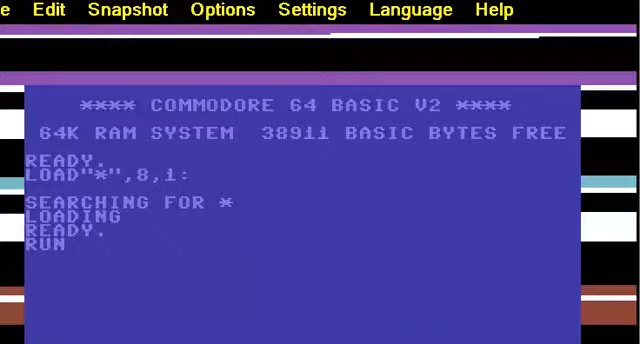 e Edit Snapshot Options Settings Language Help
**** COMMODORE 64 BASIC V2 ****
64K RAM SYSTEM 38911 BASIC BYTES FREE
READY.
LOAD"*",8,1:
SEARCHING FOR *
LOADING
READY.
RUN